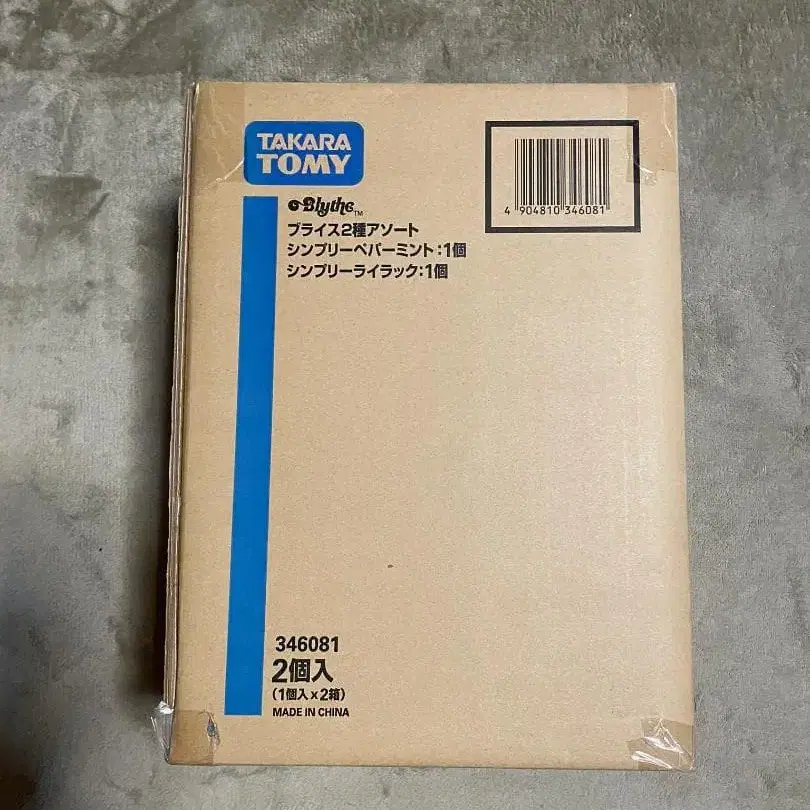 TAKARA
TOMY
4 904810 346081
Blythe™
ブライス2種アソート
シンプリーペパーミント:1個
シンプリーライラック:1個
346081
2個入
(1個入×2箱)
MADE IN CHINA